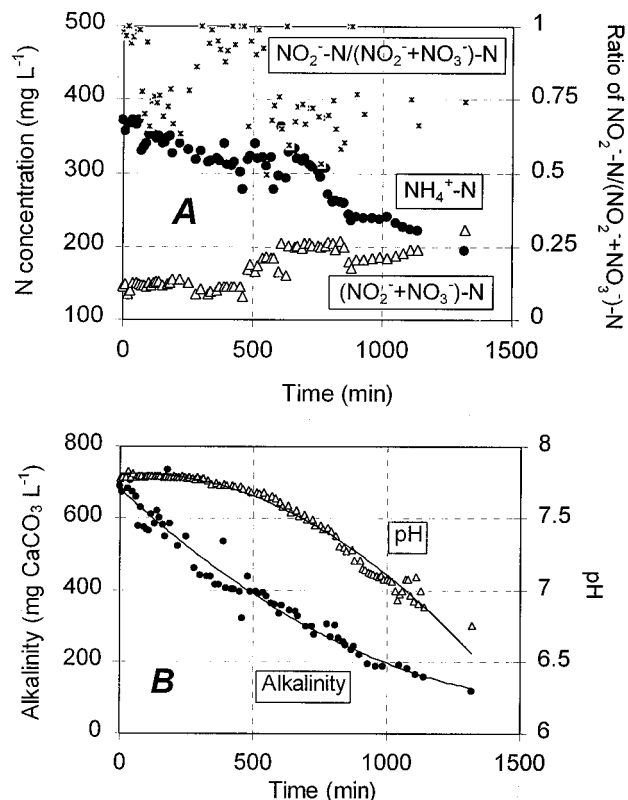 500
400
300
200
100
N concentration (mg L⁻¹)
1
0.75
0.5
0.25
0
Ratio of NO₂⁻-N/(NO₂⁻+NO₃⁻)-N
NO₂⁻-N/(NO₂⁻+NO₃⁻)-N
NH₄⁺-N
A
(NO₂⁻+NO₃⁻)-N
0 500 1000 1500
Time (min)
800
600
400
200
0
Alkalinity (mg CaCO₃ L⁻¹)
8
7.5
7
6.5
6
pH
pH
B
Alkalinity
0 500 1000 1500
Time (min)